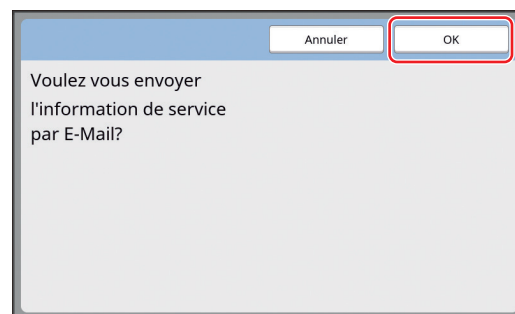 Annuler OK
Voulez vous envoyer
l'information de service
par E-Mail?